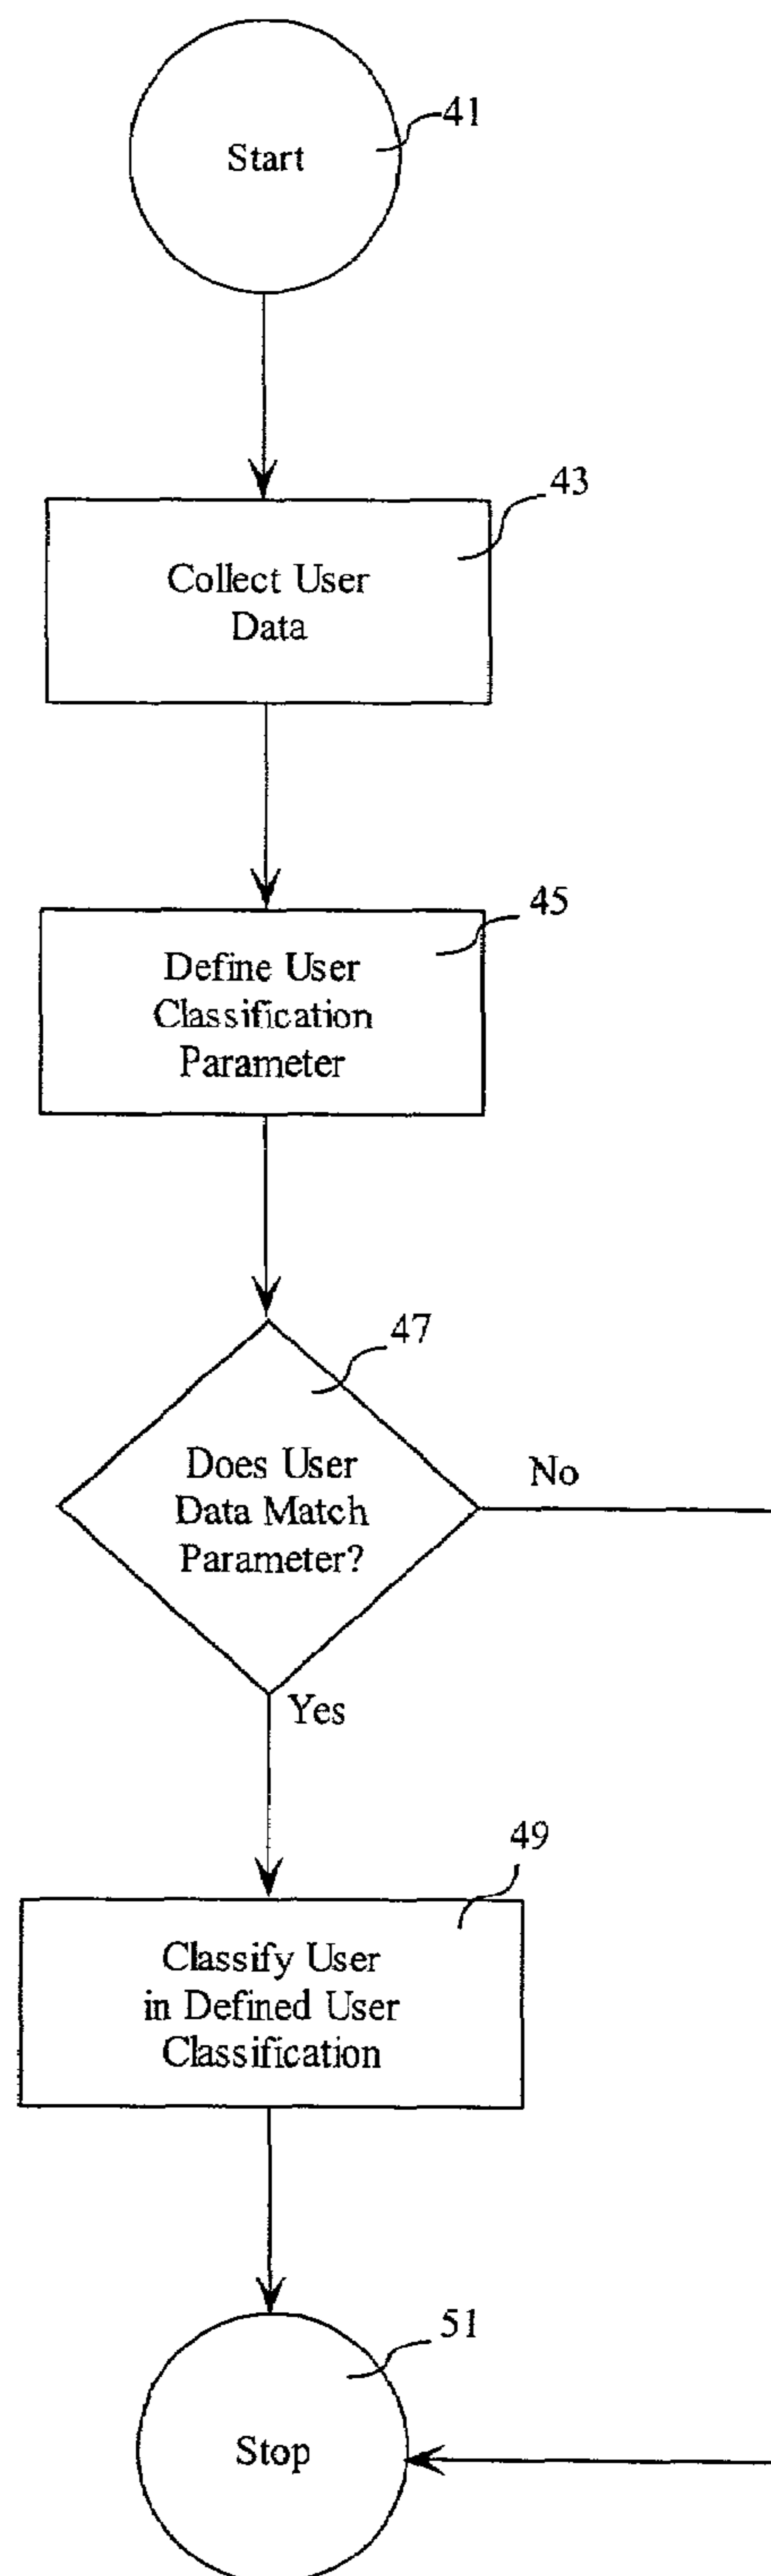 Start
41
43
Collect User
Data
45
Define User
Classification
Parameter
47
Does User
Data Match
Parameter?
No
Yes
49
Classify User
in Defined User
Classification
51
Stop